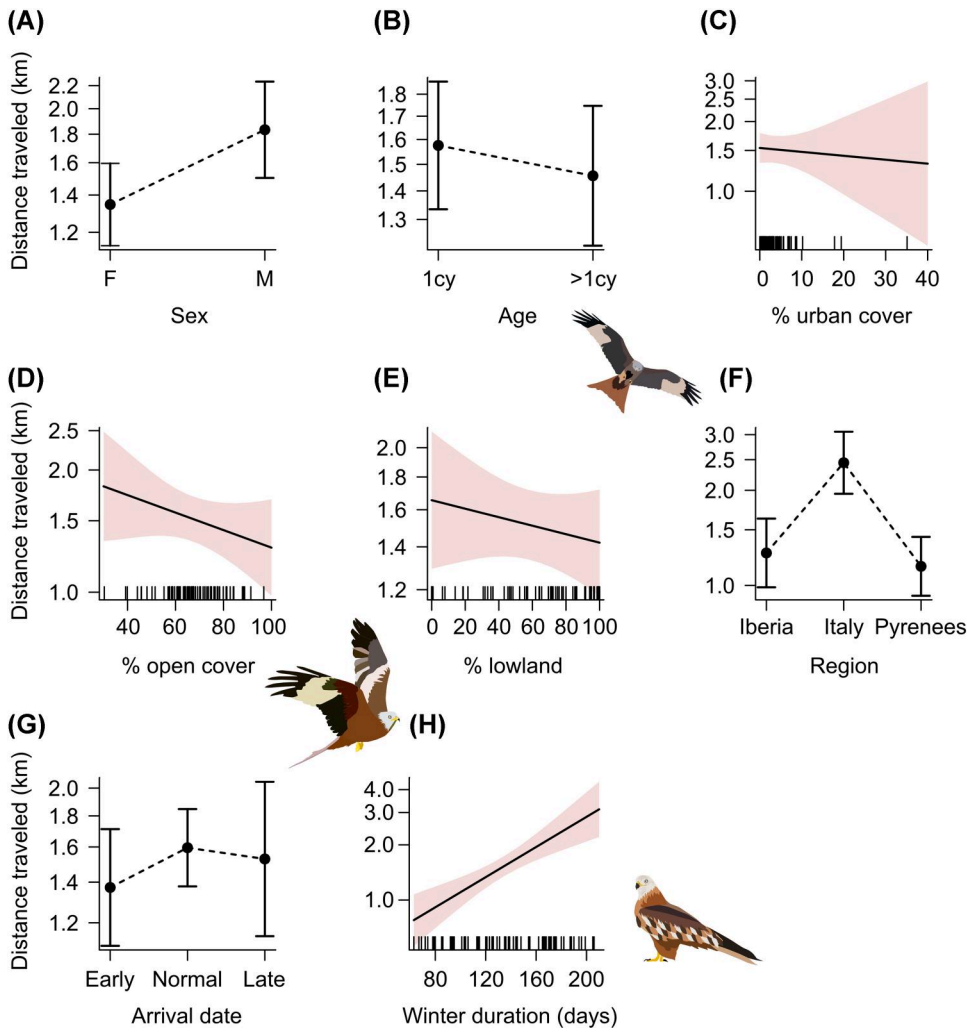 (A)
Distance traveled (km)
2.2
2.0
1.8
1.6
1.4
1.2
F
M
Sex
(B)
1.8
1.7
1.6
1.5
1.4
1.3
1cy
>1cy
Age
(C)
3.0
2.5
2.0
1.5
1.0
0
10
20
30
40
% urban cover
(D)
Distance traveled (km)
2.5
2.0
1.5
1.0
40
60
80
100
% open cover
(E)
2.0
1.8
1.6
1.4
1.2
0
20
40
60
80
100
% lowland
(F)
3.0
2.5
2.0
1.5
1.0
Iberia
Italy
Pyrenees
Region
(G)
Distance traveled (km)
2.0
1.8
1.6
1.4
1.2
Early
Normal
Late
Arrival date
(H)
4.0
3.0
2.0
1.0
80
120
160
200
Winter duration (days)